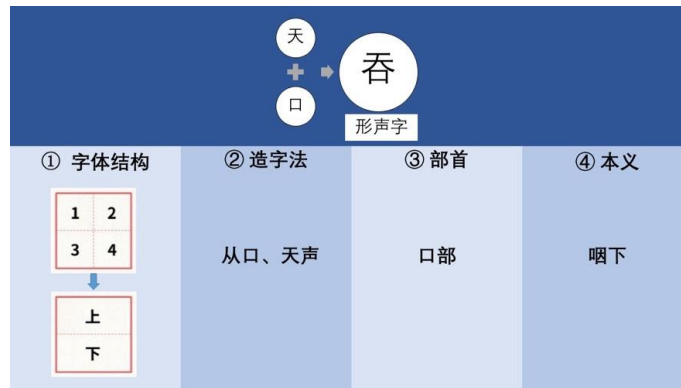 天
口
吞
形声字
① 字体结构
② 造字法
③ 部首
④ 本义
1 2
3 4
上
下
从口、天声
口部
咽下